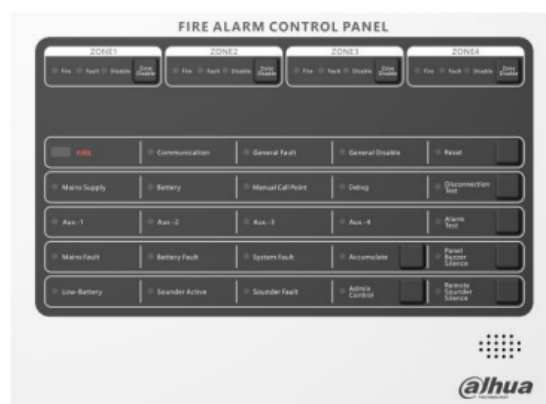 FIRE ALARM CONTROL PANEL
ZONE1 ZONE2 ZONE3 ZONE4
Fire Fault Disable Zone Disable Fire Fault Disable Zone Disable Fire Fault Disable Zone Disable Fire Fault Disable Zone Disable
FIRE Communication General Fault General Disable Reset
Mains Supply Battery Manual Call Point Debug Disconnection Test
Aux.-1 Aux.-2 Aux.-3 Aux.-4 Alarm Test
Mains Fault Battery Fault System Fault Accumulate Panel Buzzer Silence
Low-Battery Sounder Active Sounder Fault Admin Control Remote Sounder Silence
alhua
TECHNOLOGY